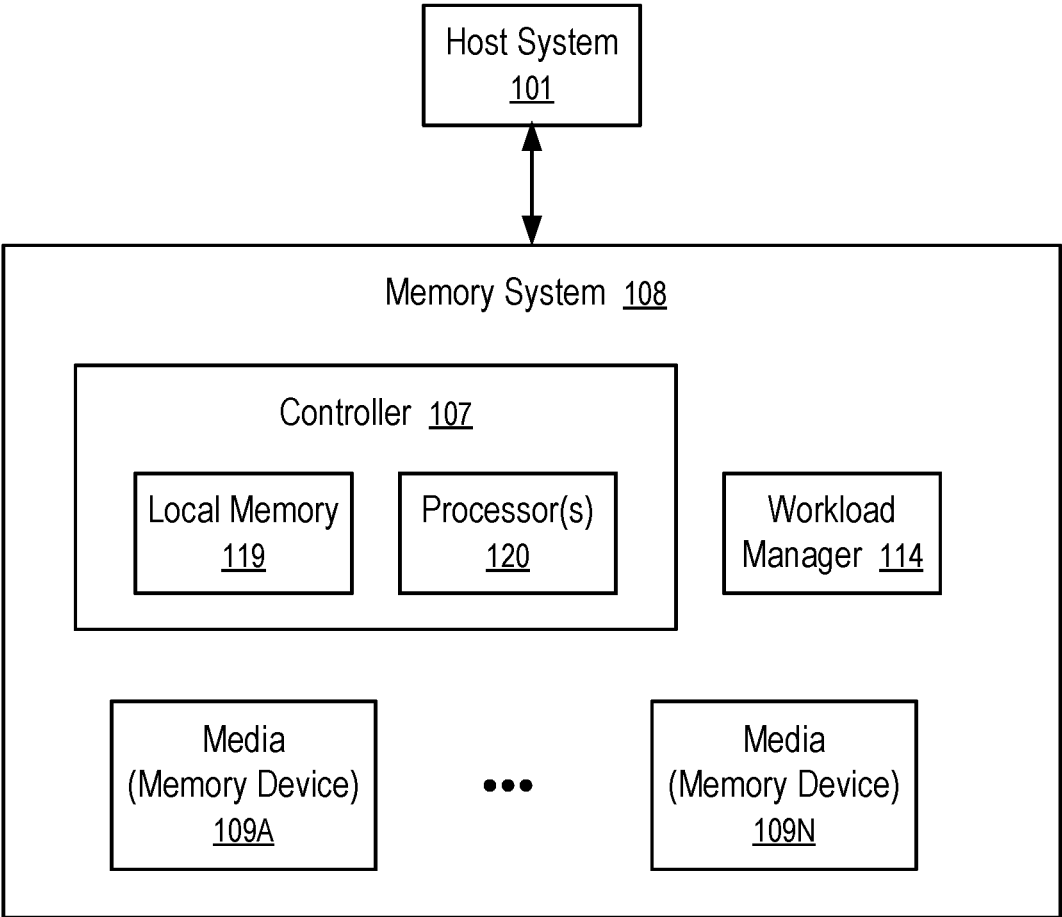 Host System
101
Memory System 108
Controller 107
Local Memory
119
Processor(s)
120
Workload
Manager 114
Media
(Memory Device)
109A
•••
Media
(Memory Device)
109N